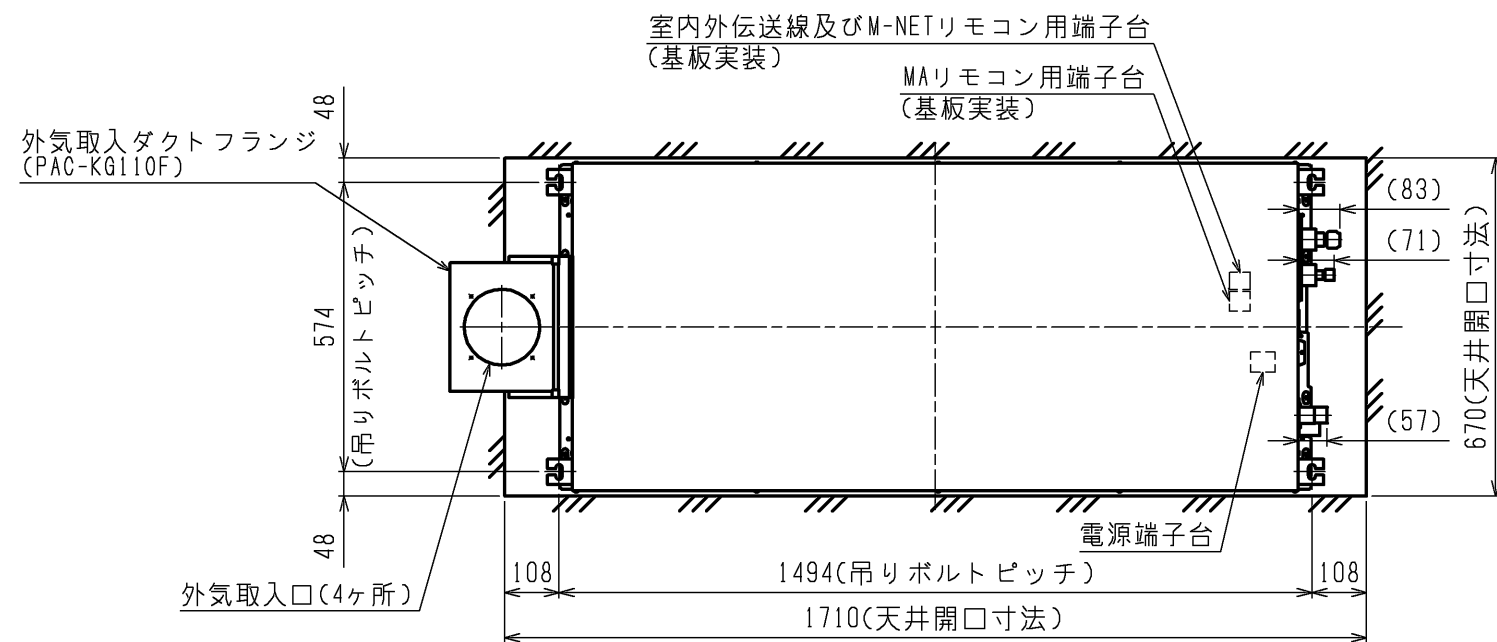 室内外伝送線及びM-NETリモコン用端子台
(基板実装)
MAリモコン用端子台
(基板実装)
48
外気取入ダクトフランジ
(PAC-KG110F)
(83)
(71)
574
(吊りボルトピッチ)
670(天井開口寸法)
(57)
48
電源端子台
外気取入口(4ヶ所)
108
1494(吊りボルトピッチ)
108
1710(天井開口寸法)